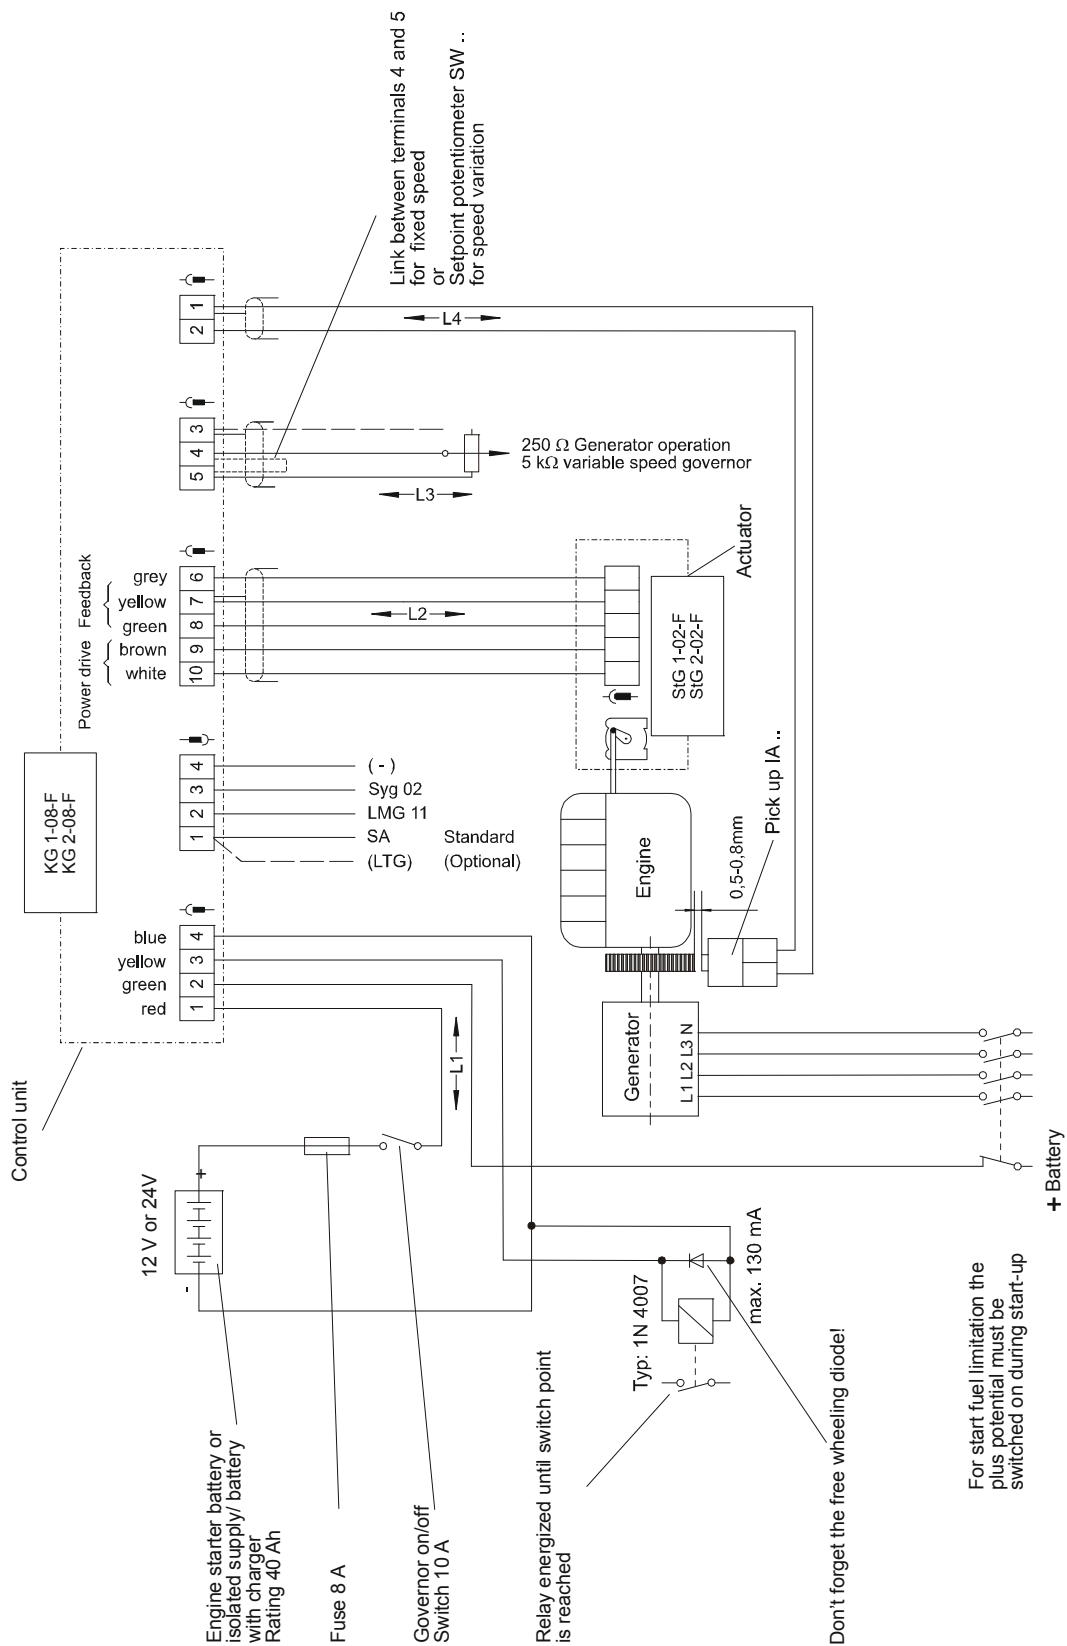 Control unit
KG 1-08-F
KG 2-08-F
Power drive
Feedback
red
green
yellow
blue
white
brown
green
yellow
grey
1
2
3
4
1
2
3
4
10
9
8
7
6
5
4
3
2
1
12 V or 24V
-
+
L1
(LTG)
(Optional)
SA
Standard
LMG 11
Syg 02
( - )
L2
L3
L4
Link between terminals 4 and 5
for fixed speed
or
Setpoint potentiometer SW ..
for speed variation
250 Ω Generator operation
5 kΩ variable speed governor
Engine starter battery or
isolated supply/ battery
with charger
Rating 40 Ah
Fuse 8 A
Governor on/off
Switch 10 A
Relay energized until switch point
is reached
Typ: 1N 4007
max. 130 mA
Don't forget the free wheeling diode!
Generator
L1 L2 L3 N
Engine
StG 1-02-F
StG 2-02-F
Actuator
0,5-0,8mm
Pick up IA ..
For start fuel limitation the
plus potential must be
switched on during start-up
+ Battery